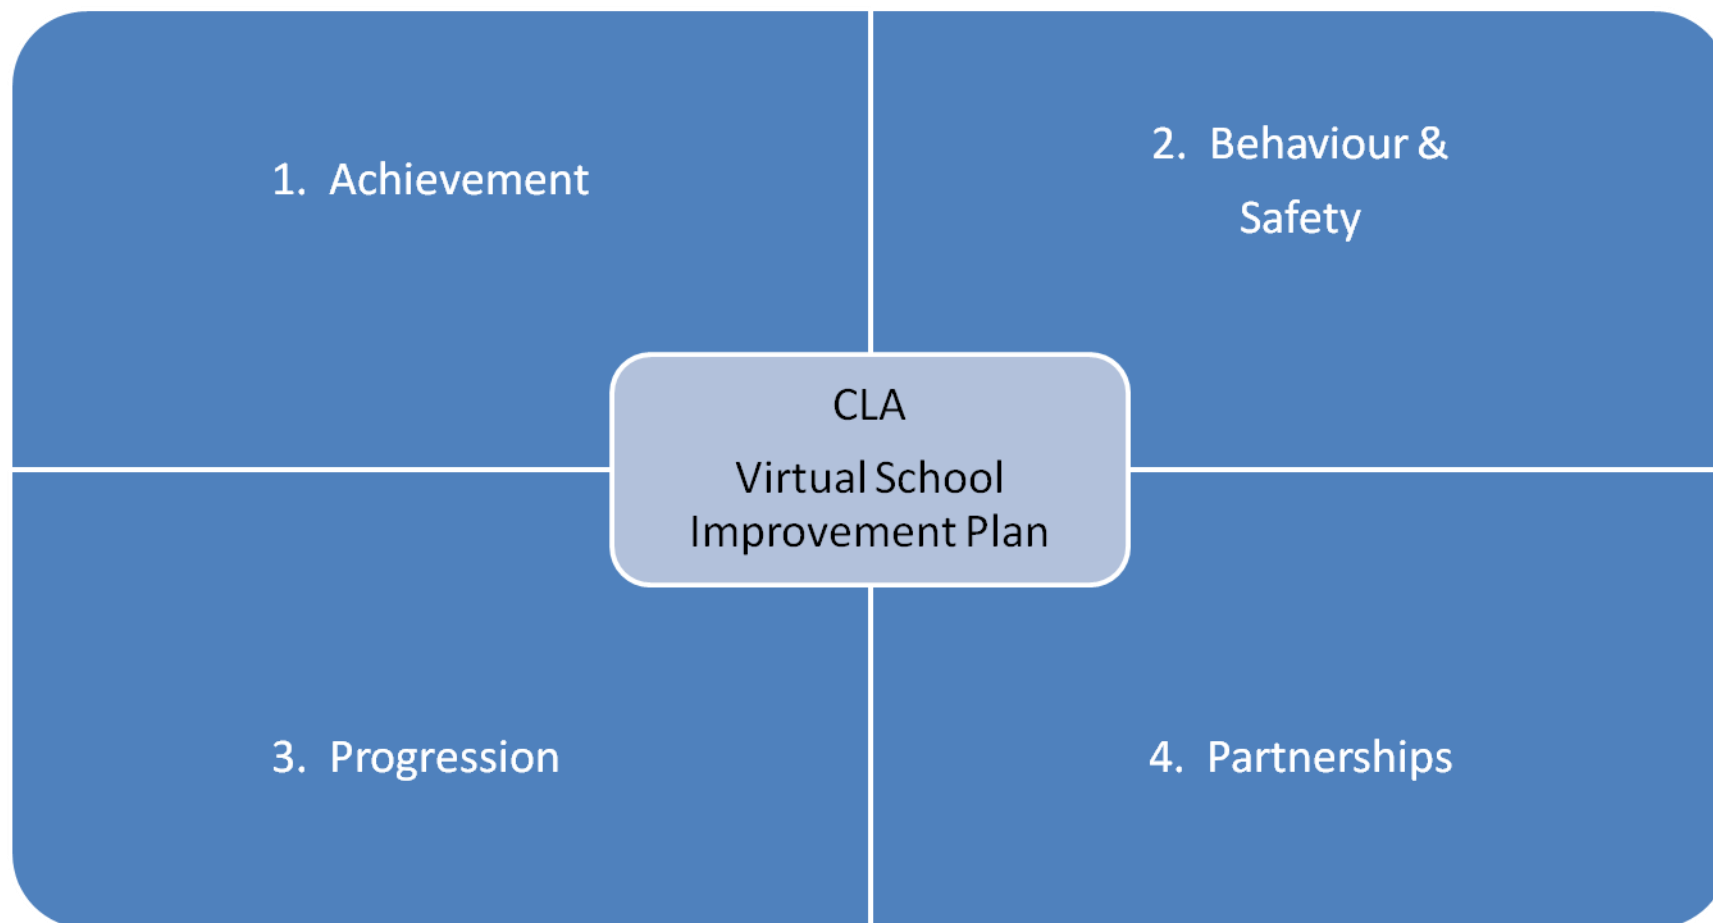 1. Achievement
2. Behaviour &
Safety
CLA
Virtual School
Improvement Plan
3. Progression
4. Partnerships